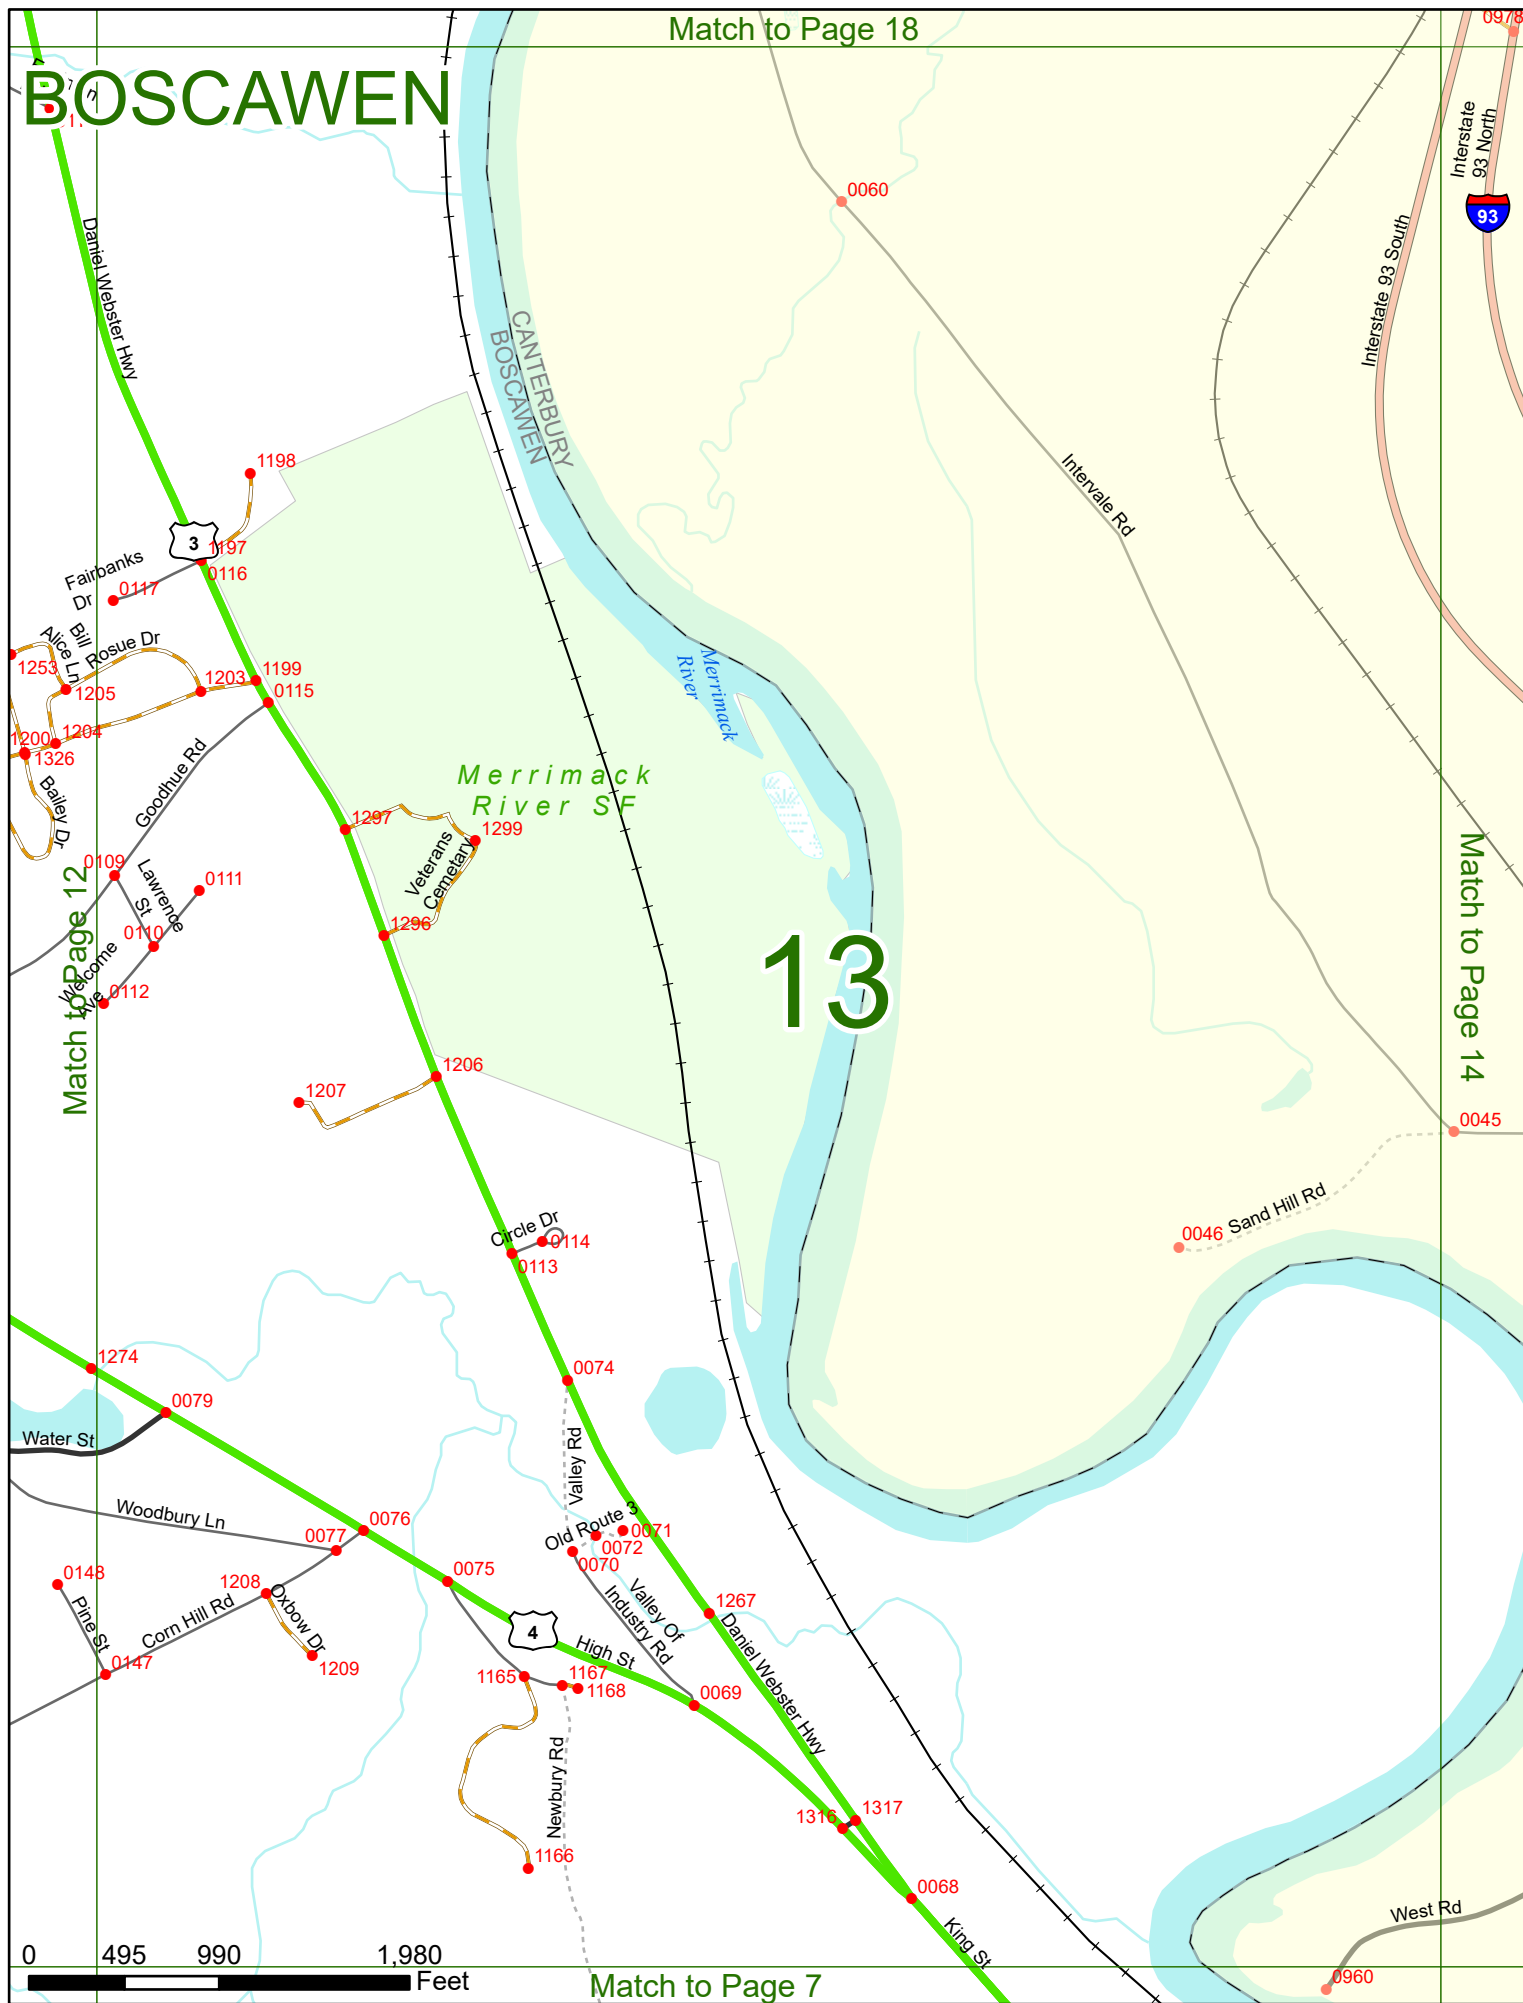 Match to Page 18
0978
BOSCAWEN
Interstate
93 North
93
0060
Interstate 93 South
Daniel Webster Hwy
CANTERBURY
BOSCAWEN
Intervale Rd
1198
3
1197
0116
Fairbanks
Dr
0117
Bill
Rosue Dr
Alice Ln
1253
1205
1203
1199
0115
1204
1200
1326
Merrimack
River
Bailey Dr
Goodhue Rd
Merrimack
River SF
1297
1299
Veterans
Cemetary
0109
Lawrence
St
0111
0110
Welcome
Ave
0112
1296
Match to Page 12
13
Match to Page 14
1206
1207
0045
Sand Hill Rd
0046
Circle Dr
0114
0113
1274
0079
0074
Water St
Valley Rd
Woodbury Ln
0076
0077
Old Route 3
0071
0072
0070
0075
0148
1208
Oxbow Dr
Pine St
Corn Hill Rd
1209
0147
4
High St
Valley Of
Industry Rd
1267
Daniel Webster Hwy
1165
1167
1168
0069
Newbury Rd
1166
1316
1317
0068
King St
West Rd
0960
0 495 990 1,980
Feet
Match to Page 7